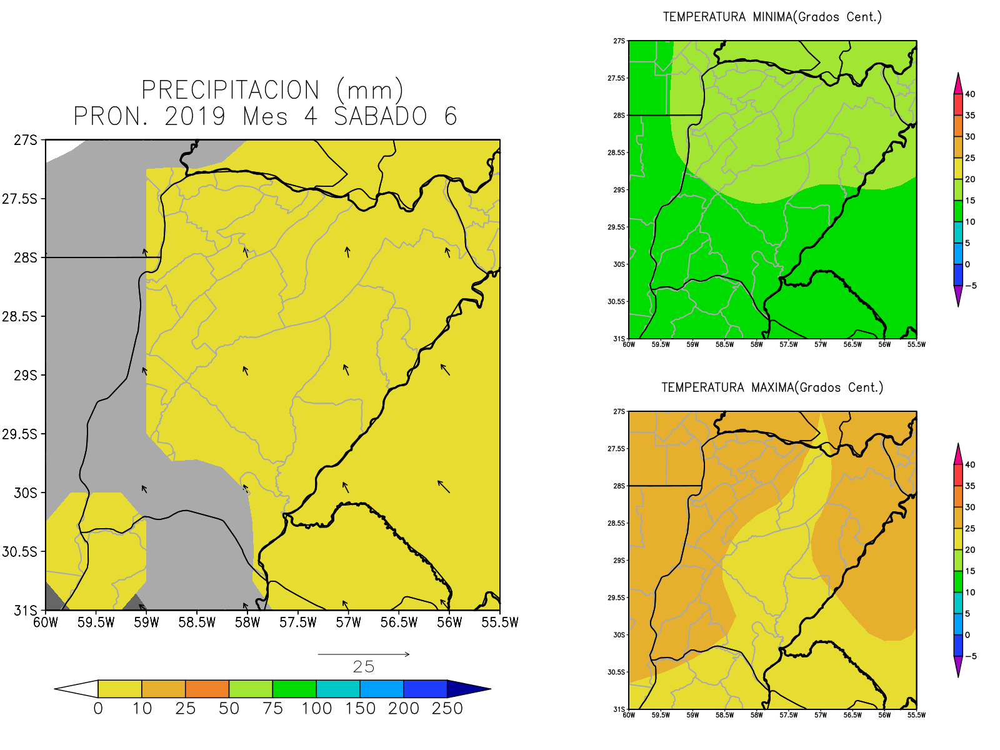 PRECIPITACION (mm)
PRON. 2019 Mes 4 SABADO 6
27S
27.5S
28S
28.5S
29S
29.5S
30S
30.5S
31S
60W 59.5W 59W 58.5W 58W 57.5W 57W 56.5W 56W 55.5W
25
0 10 25 50 75 100 150 200 250
TEMPERATURA MINIMA(Grados Cent.)
27S
27.5S
28S
28.5S
29S
29.5S
30S
30.5S
31S
60W 59.5W 59W 58.5W 58W 57.5W 57W 56.5W 56W 55.5W
40
35
30
25
20
15
10
5
0
−5
TEMPERATURA MAXIMA(Grados Cent.)
27S
27.5S
28S
28.5S
29S
29.5S
30S
30.5S
31S
60W 59.5W 59W 58.5W 58W 57.5W 57W 56.5W 56W 55.5W
40
35
30
25
20
15
10
5
0
−5